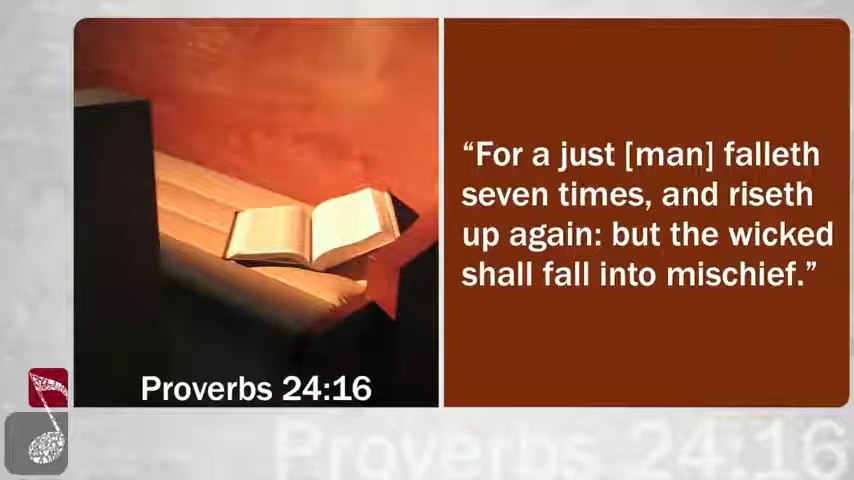 “For a just [man] falleth
seven times, and riseth
up again: but the wicked
shall fall into mischief.”
Proverbs 24:16
Proverbs 24:16